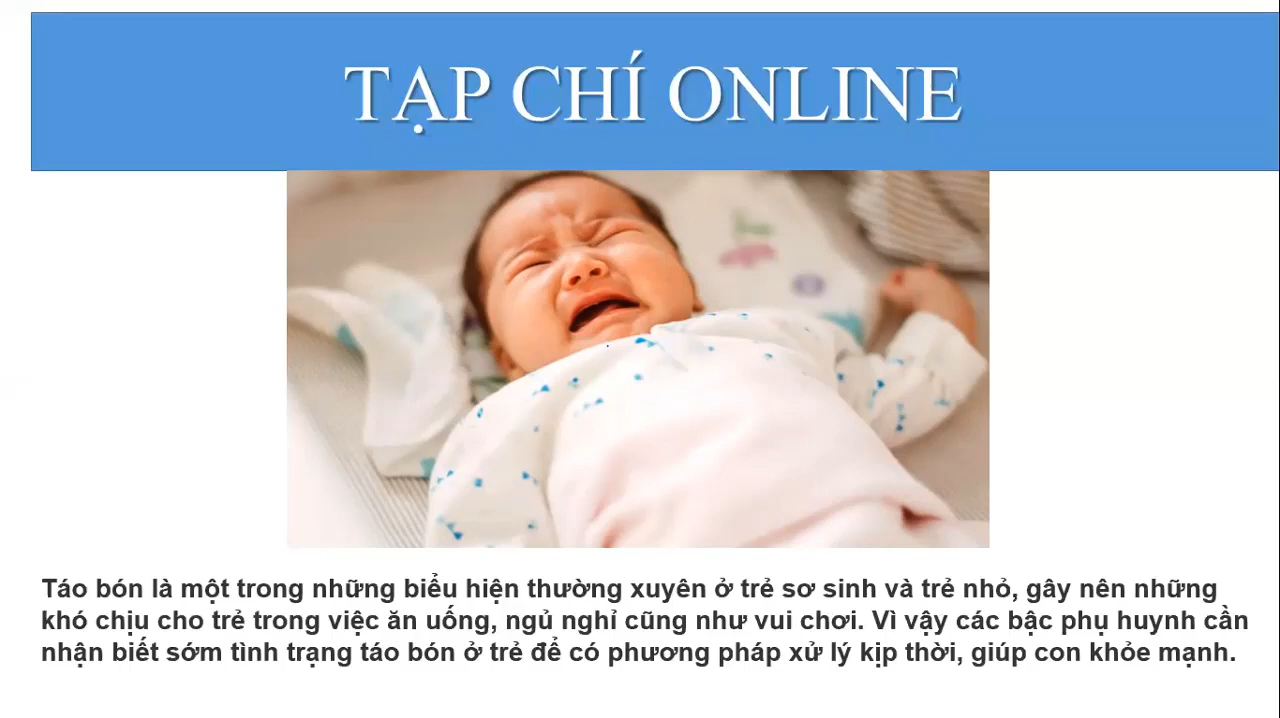 TẠP CHÍ ONLINE
Táo bón là một trong những biểu hiện thường xuyên ở trẻ sơ sinh và trẻ nhỏ, gây nên những
khó chịu cho trẻ trong việc ăn uống, ngủ nghỉ cũng như vui chơi. Vì vậy các bậc phụ huynh cần
nhận biết sớm tình trạng táo bón ở trẻ để có phương pháp xử lý kịp thời, giúp con khỏe mạnh.